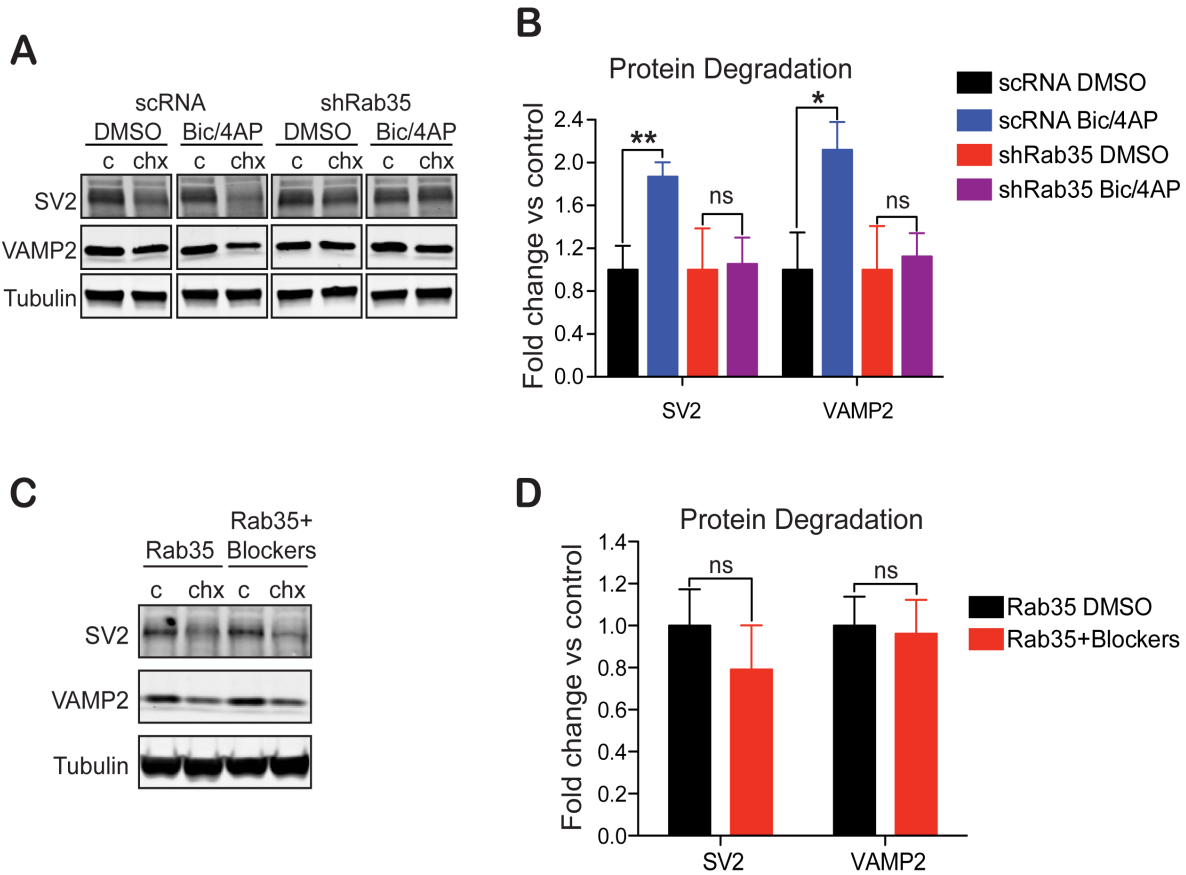 A
scRNA
shRab35
DMSO Bic/4AP DMSO Bic/4AP
c chx c chx c chx c chx
SV2
VAMP2
Tubulin
B
Protein Degradation
Fold change vs control
2.4
2.0
1.6
1.2
0.8
0.4
0.0
**
ns
*
ns
SV2
VAMP2
scRNA DMSO
scRNA Bic/4AP
shRab35 DMSO
shRab35 Bic/4AP
C
Rab35
Rab35+
Blockers
c chx c chx
SV2
VAMP2
Tubulin
D
Protein Degradation
Fold change vs control
1.4
1.2
1.0
0.8
0.6
0.4
0.2
0.0
ns
ns
SV2
VAMP2
Rab35 DMSO
Rab35+Blockers